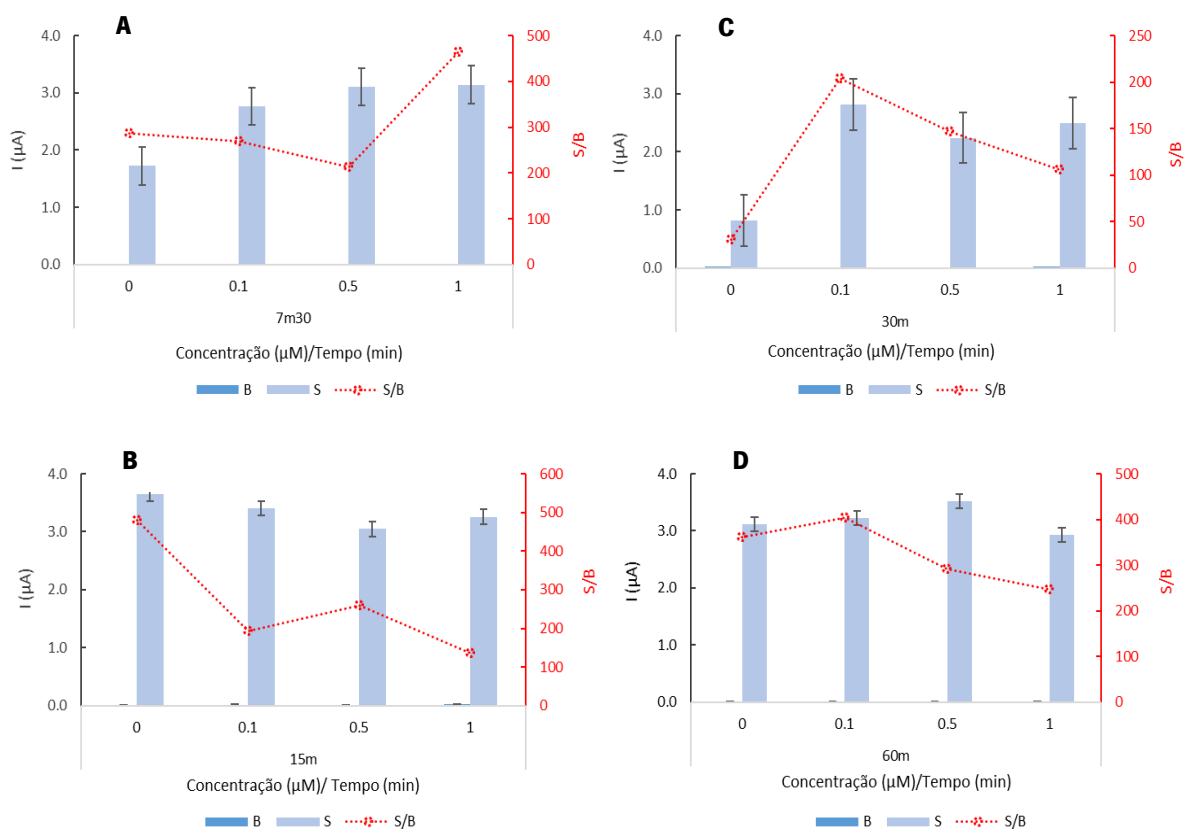 A
I (µA)
4.0
3.0
2.0
1.0
0.0
500
400
300
200
100
0
S/B
0 0.1 0.5 1
7m30
Concentração (µM)/Tempo (min)
B S S/B
C
I (µA)
4.0
3.0
2.0
1.0
0.0
250
200
150
100
50
0
S/B
0 0.1 0.5 1
30m
Concentração (µM)/Tempo (min)
B S S/B
B
I (µA)
4.0
3.0
2.0
1.0
0.0
600
500
400
300
200
100
0
S/B
0 0.1 0.5 1
15m
Concentração (µM)/ Tempo (min)
B S S/B
D
I (µA)
4.0
3.0
2.0
1.0
0.0
500
400
300
200
100
0
S/B
0 0.1 0.5 1
60m
Concentração (µM)/Tempo (min)
B S S/B